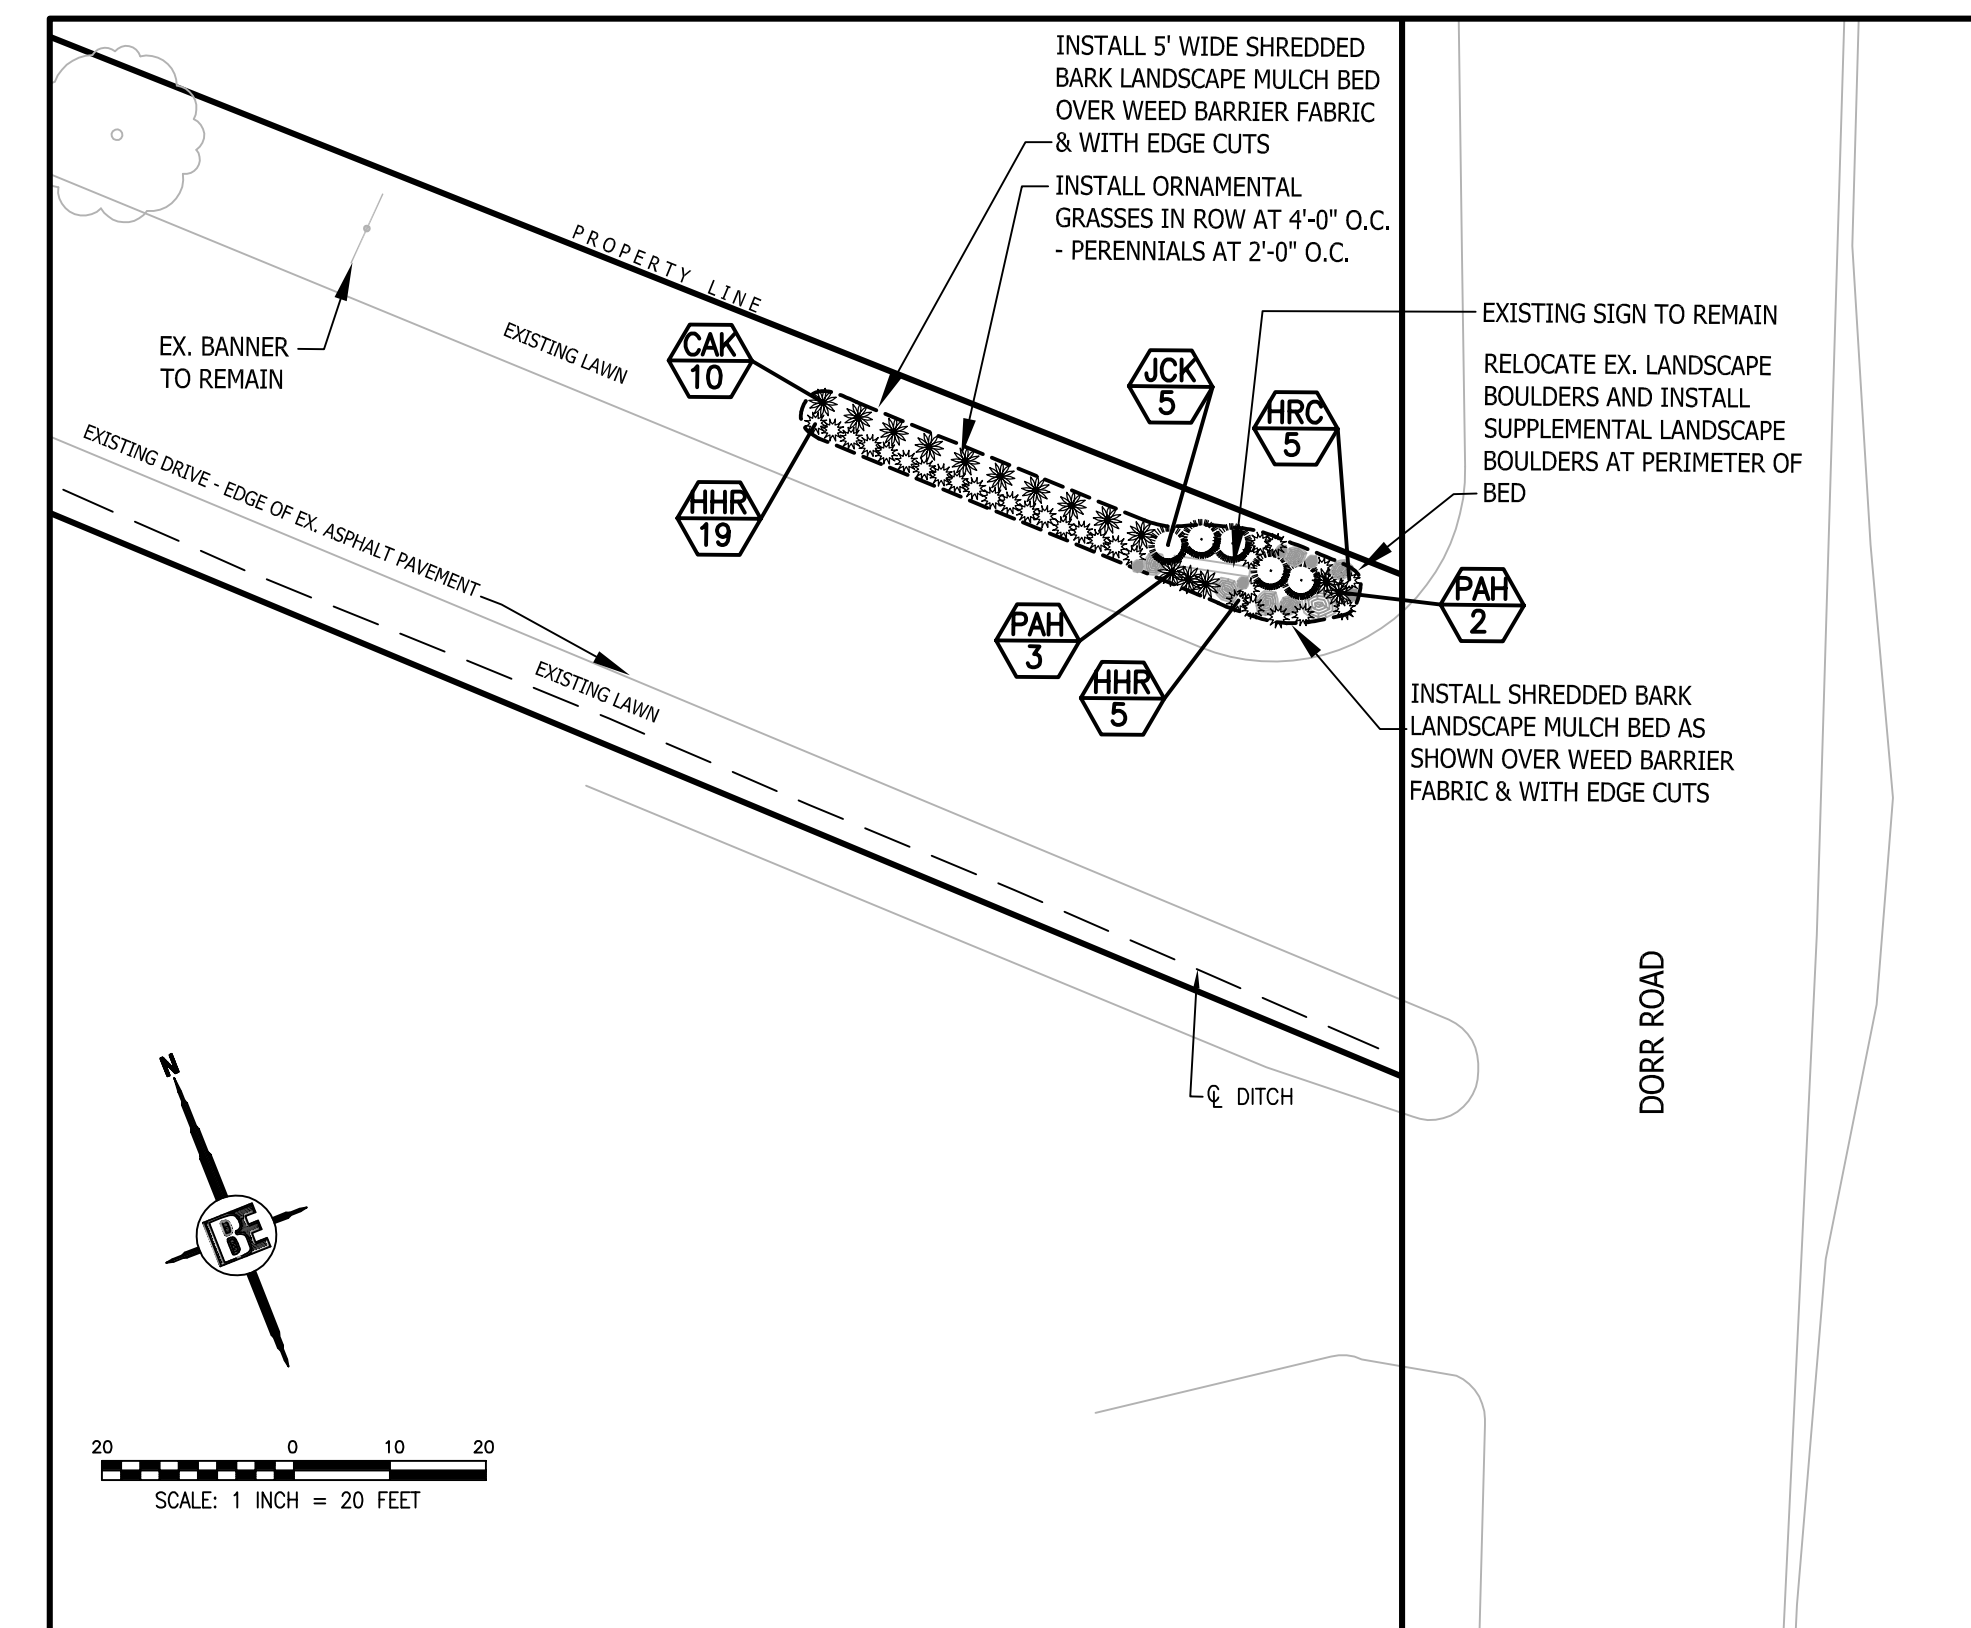 INSTALL 5' WIDE SHREDDED
BARK LANDSCAPE MULCH BED
OVER WEED BARRIER FABRIC
& WITH EDGE CUTS
INSTALL ORNAMENTAL
GRASSES IN ROW AT 4'-0" O.C.
- PERENNIALS AT 2'-0" O.C.
PROPERTY LINE
EXISTING LAWN
EX. BANNER
TO REMAIN
CAK
10
JCK
5
HRC
5
EXISTING SIGN TO REMAIN
RELOCATE EX. LANDSCAPE
BOULDERS AND INSTALL
SUPPLEMENTAL LANDSCAPE
BOULDERS AT PERIMETER OF
BED
EXISTING DRIVE - EDGE OF EX. ASPHALT PAVEMENT
HHR
19
PAH
3
HHR
5
PAH
2
EXISTING LAWN
INSTALL SHREDDED BARK
LANDSCAPE MULCH BED AS
SHOWN OVER WEED BARRIER
FABRIC & WITH EDGE CUTS
DORR ROAD
℄ DITCH
N
BE
20 0 10 20
SCALE: 1 INCH = 20 FEET